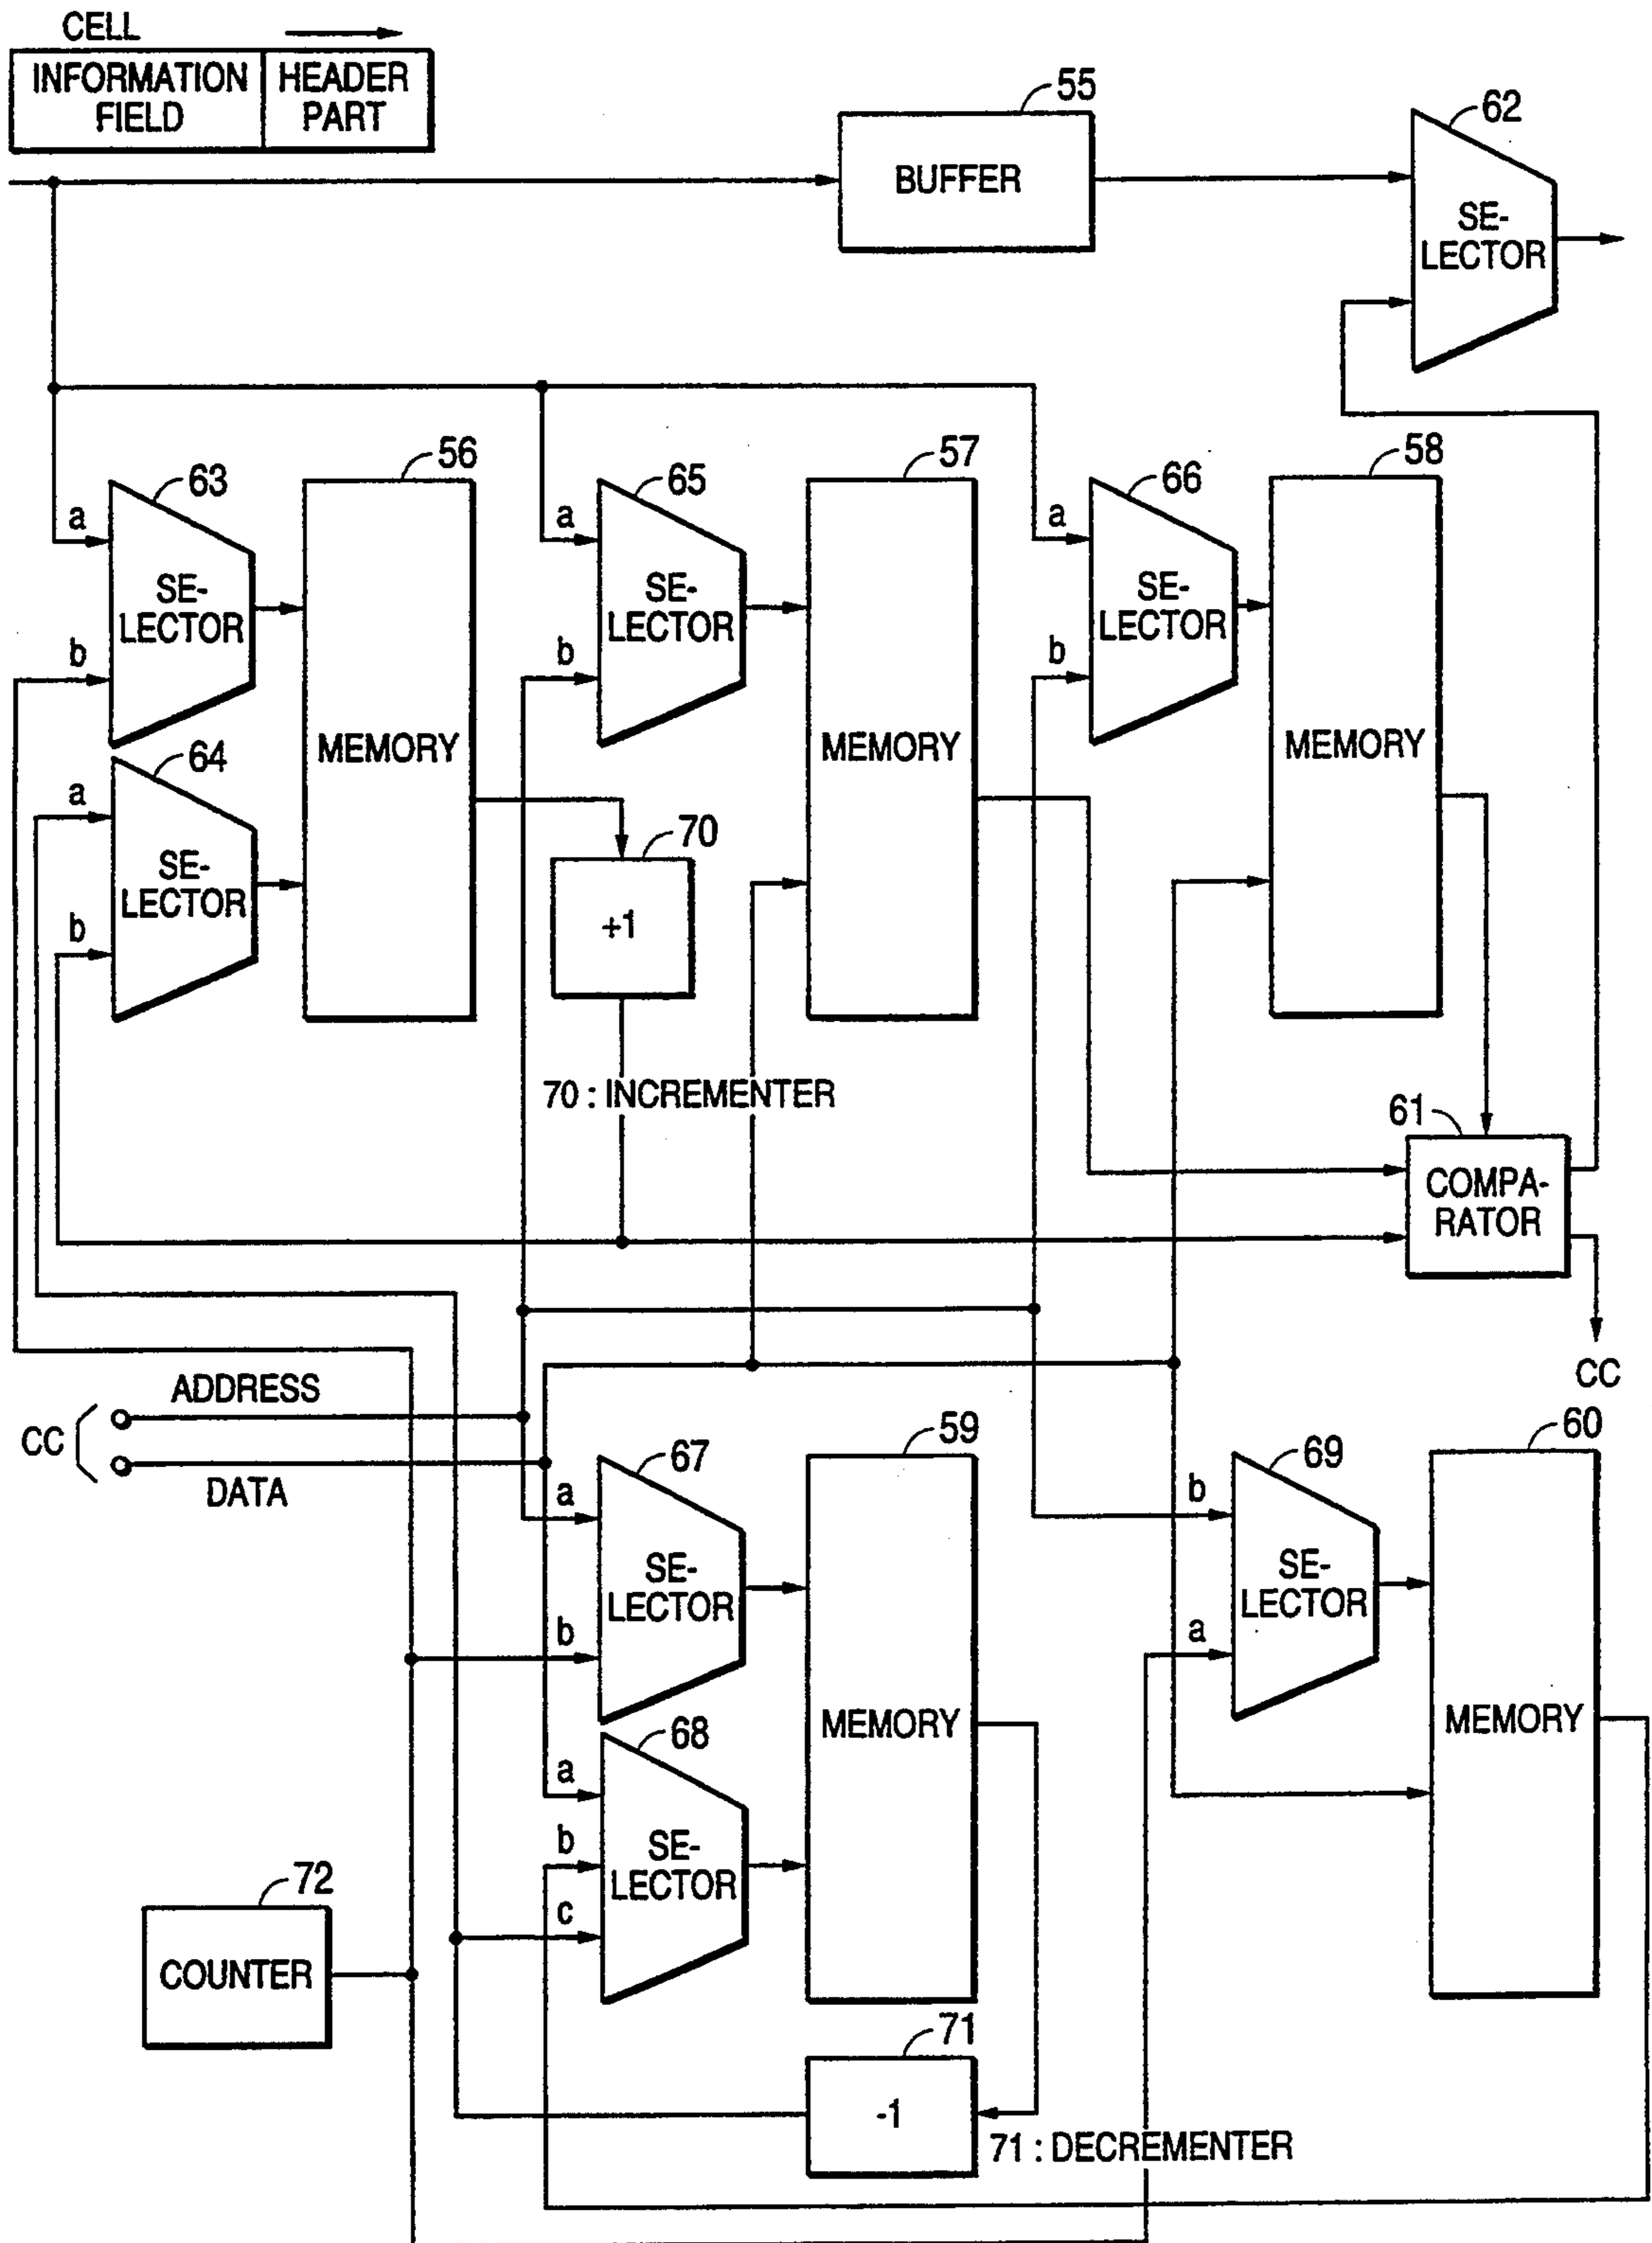 CELL
INFORMATION FIELD
HEADER PART
55
BUFFER
62
SE-
LECTOR
63
a
SE-
LECTOR
b
56
MEMORY
64
a
SE-
LECTOR
b
65
a
SE-
LECTOR
b
57
MEMORY
66
a
SE-
LECTOR
b
58
MEMORY
70
+1
70 : INCREMENTER
61
COMPA-
RATOR
CC
CC
ADDRESS
DATA
67
a
SE-
LECTOR
b
59
MEMORY
68
a
b
SE-
LECTOR
c
69
b
SE-
LECTOR
a
60
MEMORY
72
COUNTER
71
-1
71 : DECREMENTER